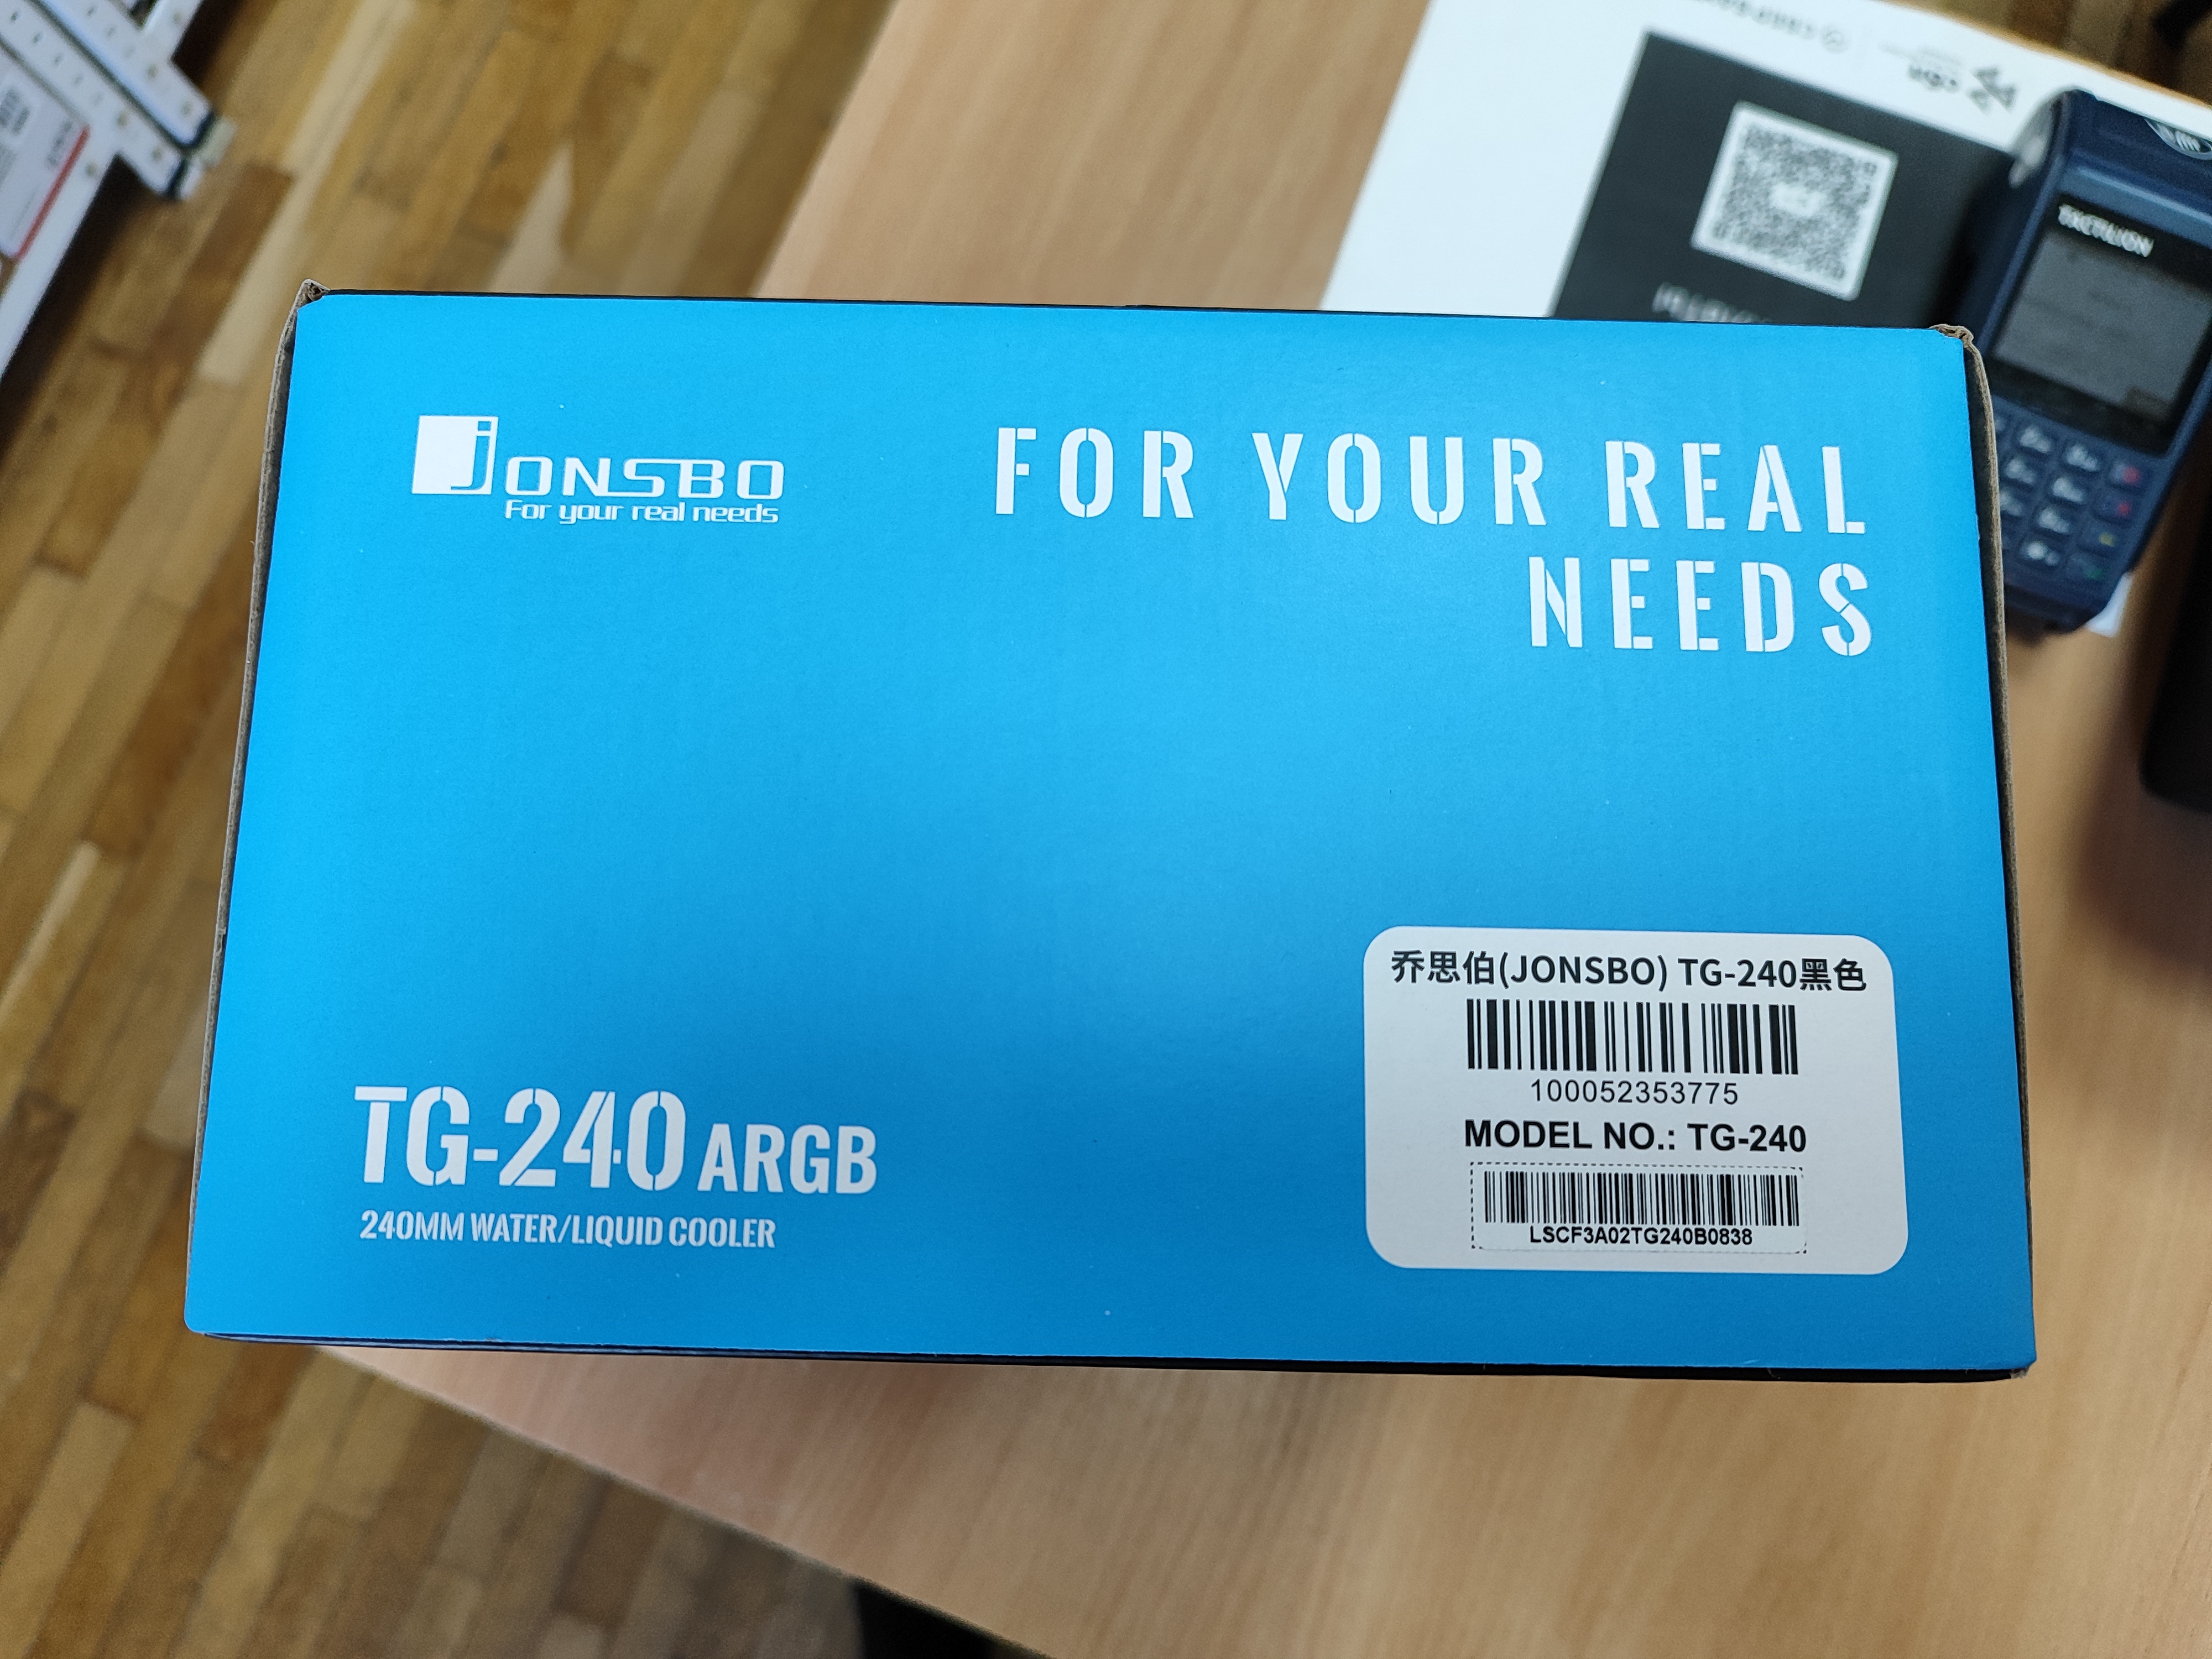 JONSBO
For your real needs
FOR YOUR REAL
NEEDS
TG-240 ARGB
240MM WATER/LIQUID COOLER
乔思伯(JONSBO) TG-240黑色
100052353775
MODEL NO.: TG-240
LSCF3A02TG240B0838
TACTILION